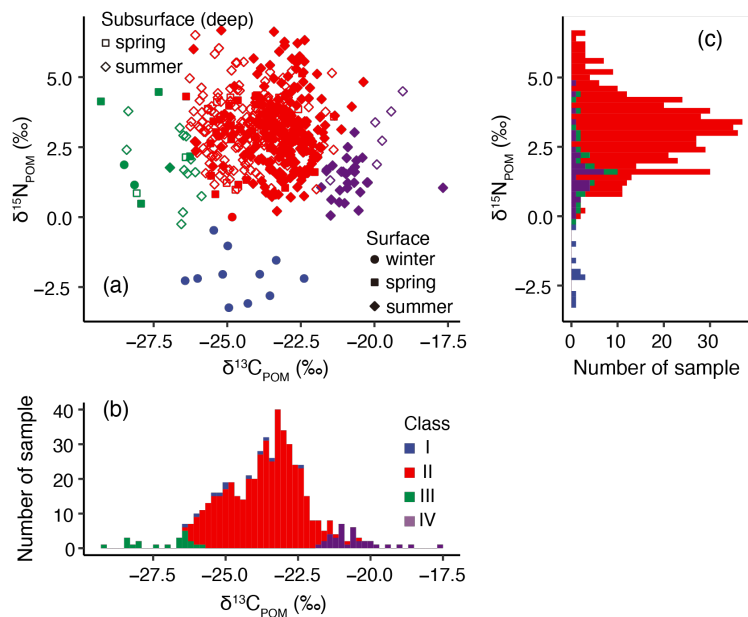 Subsurface (deep)
spring
summer
5.0
2.5
0.0
−2.5
δ15NPOM (‰)
(a)
Surface
winter
spring
summer
−27.5 −25.0 −22.5 −20.0 −17.5
δ13CPOM (‰)
(c)
5.0
2.5
0.0
−2.5
δ15NPOM (‰)
0 10 20 30
Number of sample
(b)
40
30
20
10
0
Number of sample
Class
I
II
III
IV
−27.5 −25.0 −22.5 −20.0 −17.5
δ13CPOM (‰)